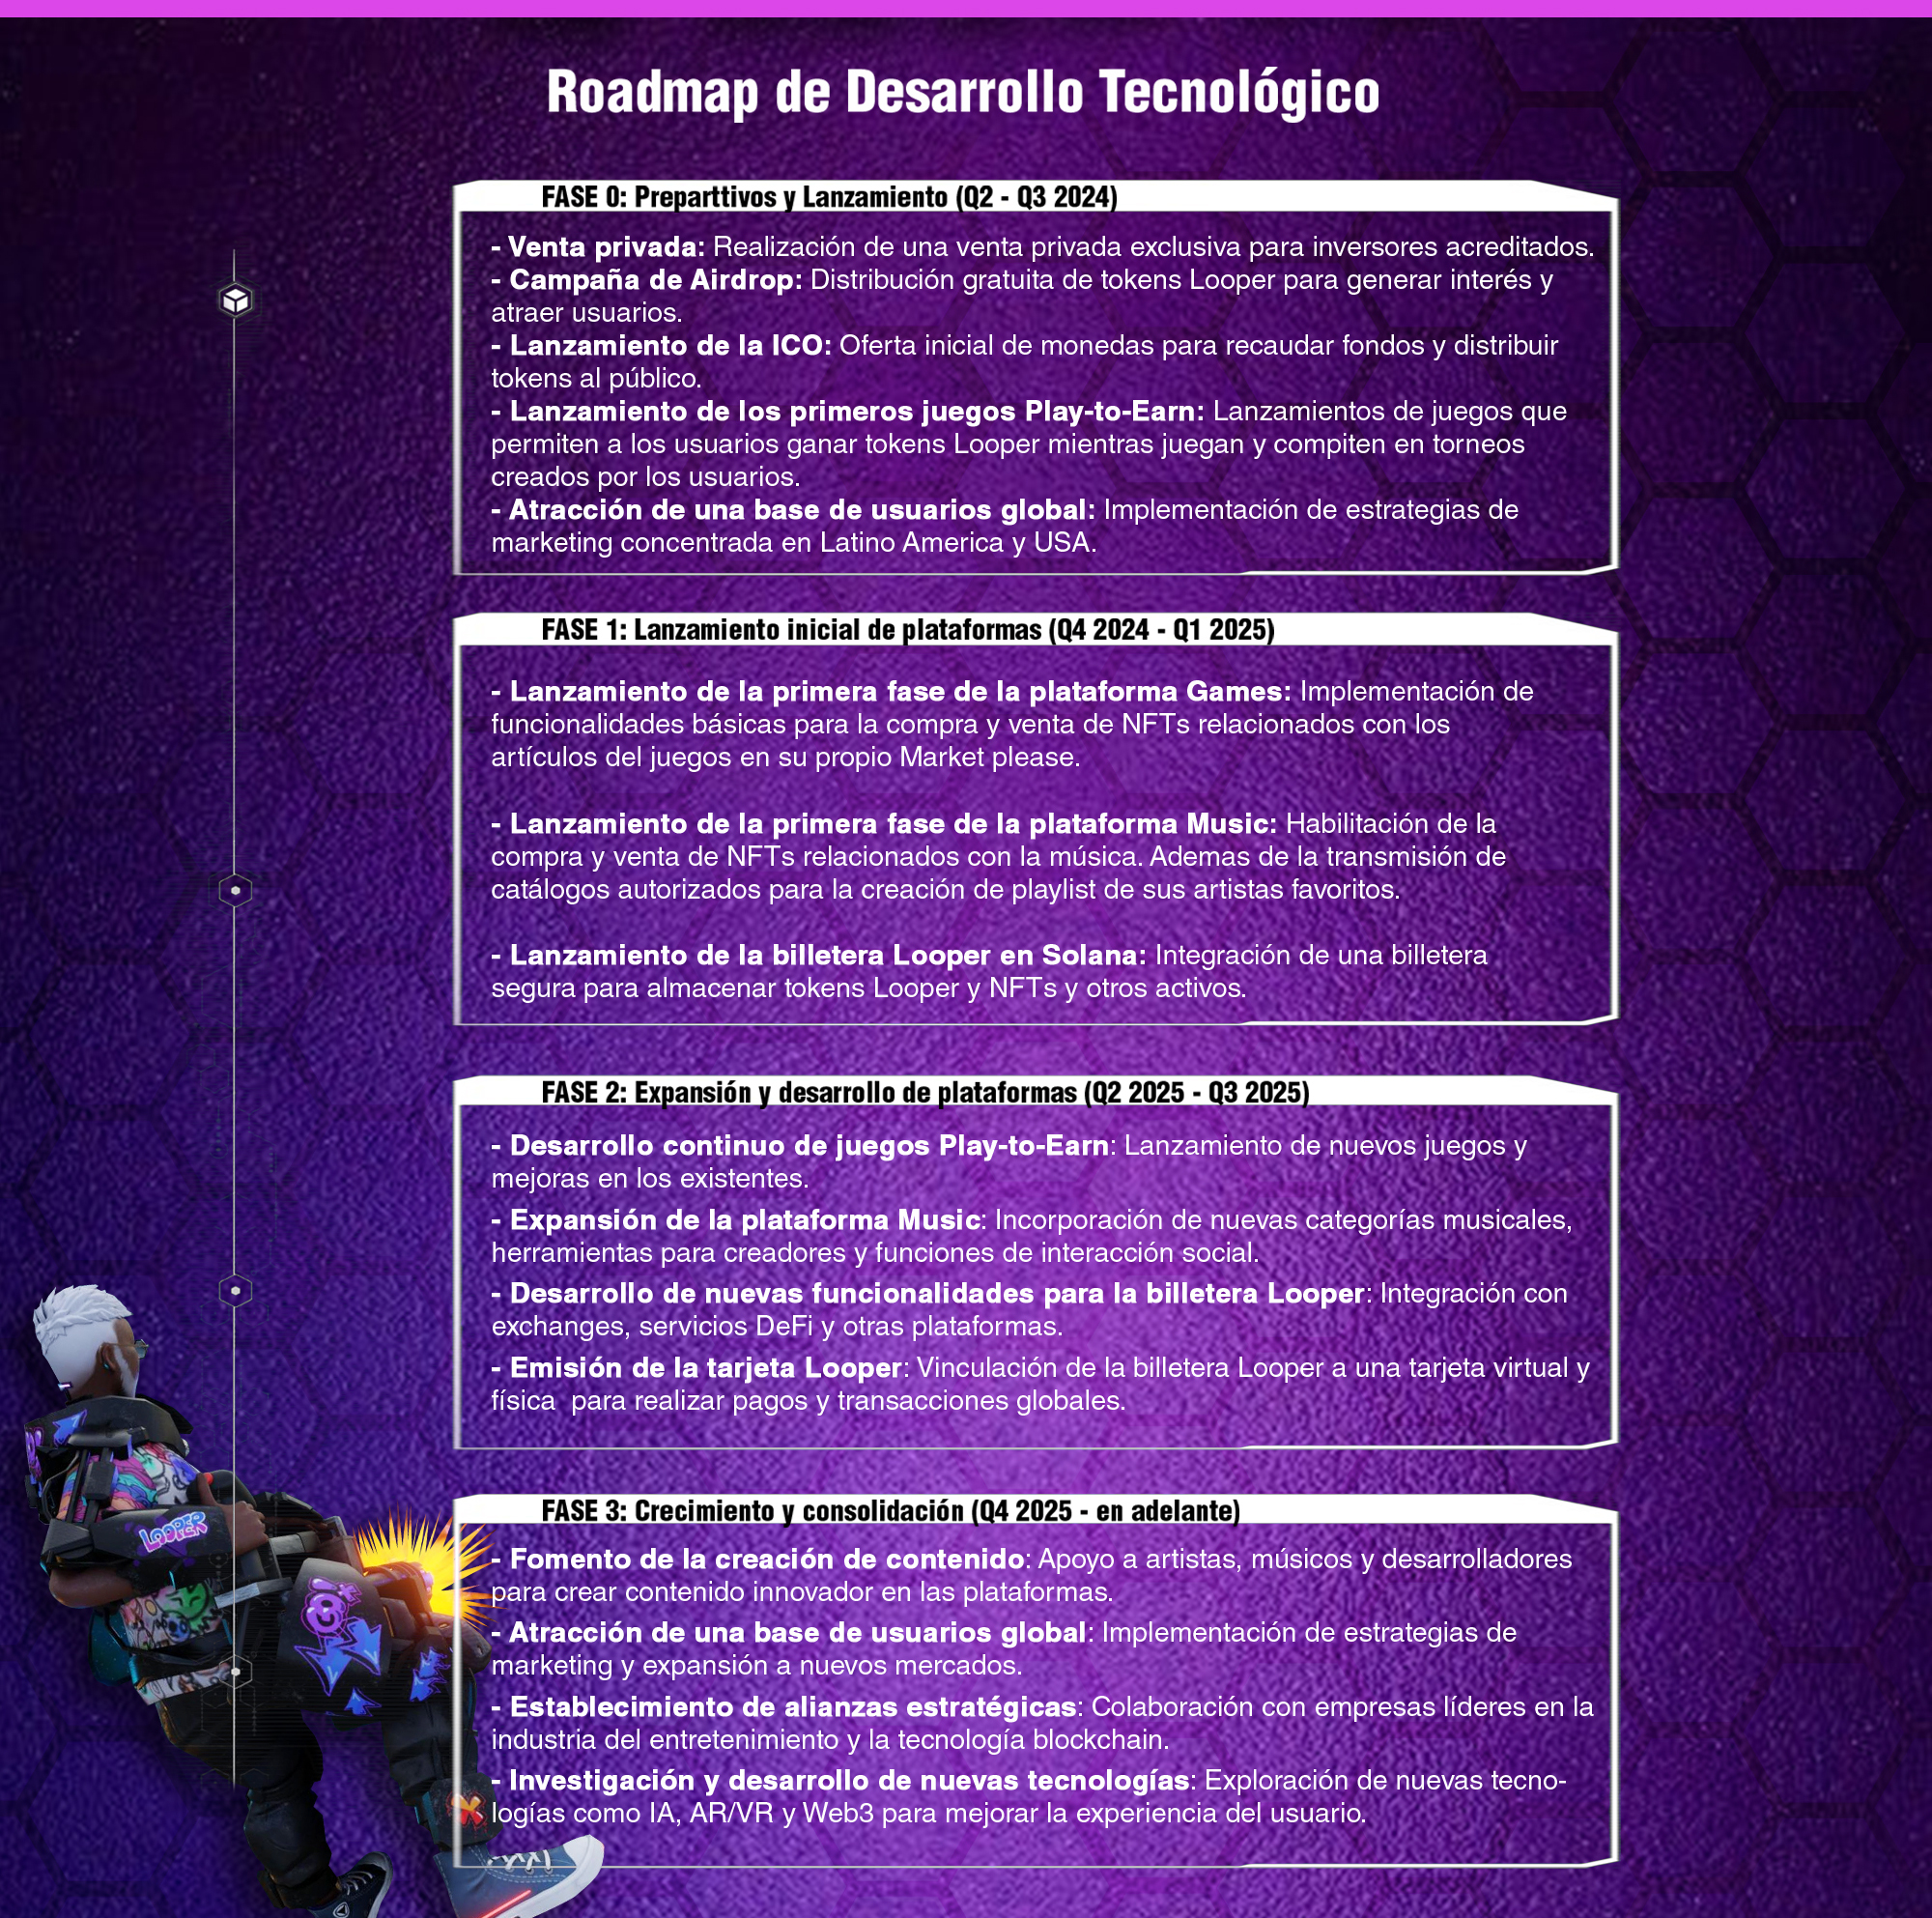 Roadmap de Desarrollo Tecnológico
FASE 0: Preparttivos y Lanzamiento (Q2 - Q3 2024)
- Venta privada: Realización de una venta privada exclusiva para inversores acreditados.
- Campaña de Airdrop: Distribución gratuita de tokens Looper para generar interés y
atraer usuarios.
- Lanzamiento de la ICO: Oferta inicial de monedas para recaudar fondos y distribuir
tokens al público.
- Lanzamiento de los primeros juegos Play-to-Earn: Lanzamientos de juegos que
permiten a los usuarios ganar tokens Looper mientras juegan y compiten en torneos
creados por los usuarios.
- Atracción de una base de usuarios global: Implementación de estrategias de
marketing concentrada en Latino America y USA.
FASE 1: Lanzamiento inicial de plataformas (Q4 2024 - Q1 2025)
- Lanzamiento de la primera fase de la plataforma Games: Implementación de
funcionalidades básicas para la compra y venta de NFTs relacionados con los
artículos del juegos en su propio Market please.
- Lanzamiento de la primera fase de la plataforma Music: Habilitación de la
compra y venta de NFTs relacionados con la música. Ademas de la transmisión de
catálogos autorizados para la creación de playlist de sus artistas favoritos.
- Lanzamiento de la billetera Looper en Solana: Integración de una billetera
segura para almacenar tokens Looper y NFTs y otros activos.
FASE 2: Expansión y desarrollo de plataformas (Q2 2025 - Q3 2025)
- Desarrollo continuo de juegos Play-to-Earn: Lanzamiento de nuevos juegos y
mejoras en los existentes.
- Expansión de la plataforma Music: Incorporación de nuevas categorías musicales,
herramientas para creadores y funciones de interacción social.
- Desarrollo de nuevas funcionalidades para la billetera Looper: Integración con
exchanges, servicios DeFi y otras plataformas.
- Emisión de la tarjeta Looper: Vinculación de la billetera Looper a una tarjeta virtual y
física  para realizar pagos y transacciones globales.
FASE 3: Crecimiento y consolidación (Q4 2025 - en adelante)
- Fomento de la creación de contenido: Apoyo a artistas, músicos y desarrolladores
para crear contenido innovador en las plataformas.
- Atracción de una base de usuarios global: Implementación de estrategias de
marketing y expansión a nuevos mercados.
- Establecimiento de alianzas estratégicas: Colaboración con empresas líderes en la
industria del entretenimiento y la tecnología blockchain.
- Investigación y desarrollo de nuevas tecnologías: Exploración de nuevas tecno-
logías como IA, AR/VR y Web3 para mejorar la experiencia del usuario.
LOOPER